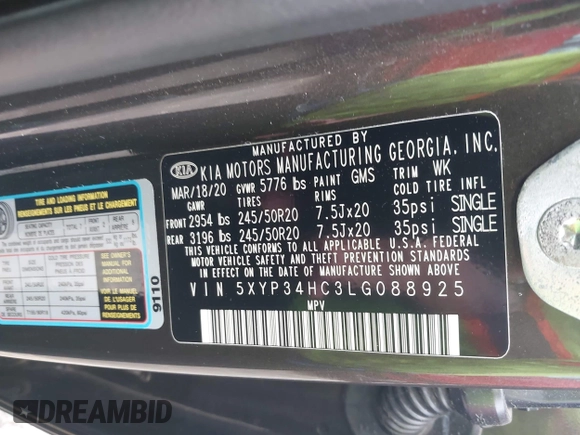 MANUFACTURED BY
KIA KIA MOTORS MANUFACTURING GEORGIA, INC.
MAR/18/20 GVWR 5776 lbs PAINT GMS TRIM WK
GAWR TIRES RIMS COLD TIRE INFL
FRONT 2954 lbs 245/50R20 7.5Jx20 35psi SINGLE
REAR 3196 lbs 245/50R20 7.5Jx20 35psi SINGLE
THIS VEHICLE CONFORMS TO ALL APPLICABLE U.S.A. FEDERAL
MOTOR VEHICLE SAFETY, BUMPER, AND THEFT PREVENTION
STANDARDS IN EFFECT ON THE DATE OF
MANUFACTURE SHOWN ABOVE.
VIN 5XYP34HC3LG088925
MPV
TIRE AND LOADING INFORMATION
RENSEIGNEMENTS SUR LES PNEUS ET LE CHARGEMENT
SEE OWNER'S
MANUAL FOR
ADDITIONAL
INFORMATION
VOIR LE MANUEL
DE L'USAGER
POUR PLUS DE
RENSEIGNEMENTS
9110
DREAMBID